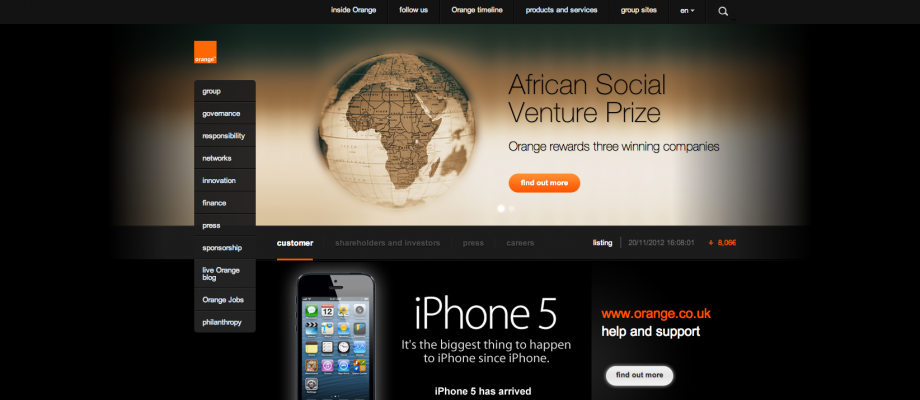 inside Orange
follow us
Orange timeline
products and services
group sites
en
orange
African Social
Venture Prize
Orange rewards three winning companies
find out more
group
governance
responsibility
networks
innovation
finance
press
sponsorship
live Orange
blog
Orange Jobs
philanthropy
customer
shareholders and investors
press
careers
listing
20/11/2012 16:08:01
8,06€
iPhone 5
It's the biggest thing to happen
to iPhone since iPhone.
iPhone 5 has arrived
www.orange.co.uk
help and support
find out more